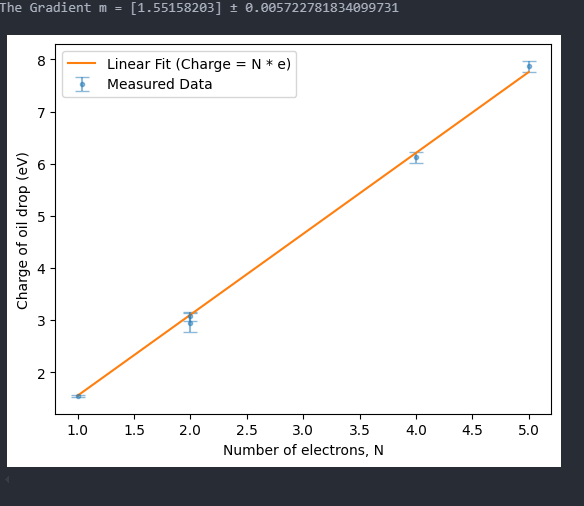 The Gradient m = [1.55158203] ± 0.005722781834099731
Linear Fit (Charge = N * e)
Measured Data
Charge of oil drop (eV)
8
7
6
5
4
3
2
1.0 1.5 2.0 2.5 3.0 3.5 4.0 4.5 5.0
Number of electrons, N